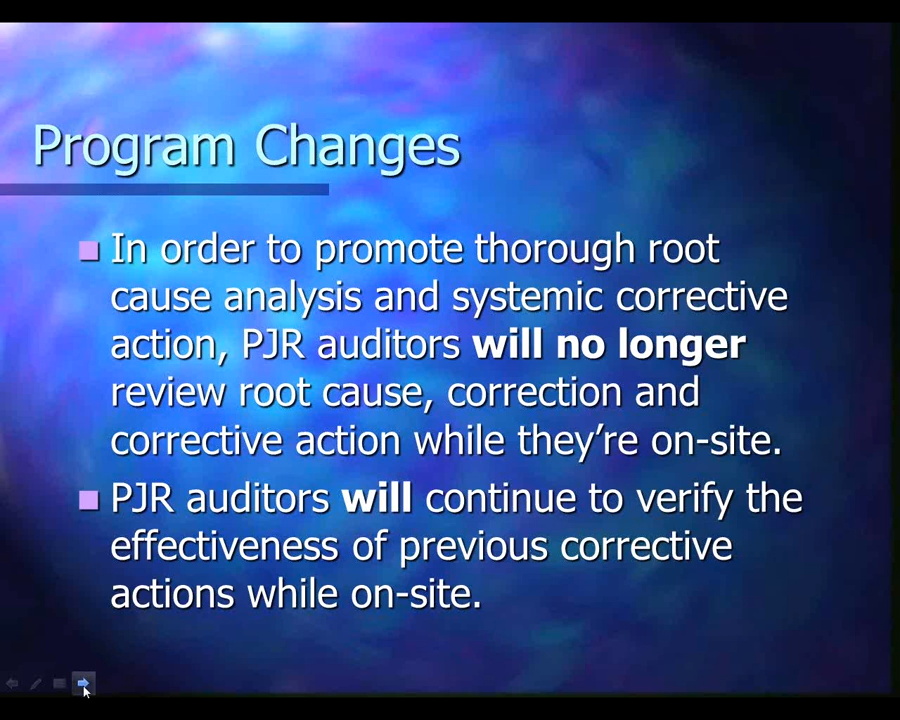 Program Changes
In order to promote thorough root
cause analysis and systemic corrective
action, PJR auditors will no longer
review root cause, correction and
corrective action while they're on-site.
PJR auditors will continue to verify the
effectiveness of previous corrective
actions while on-site.